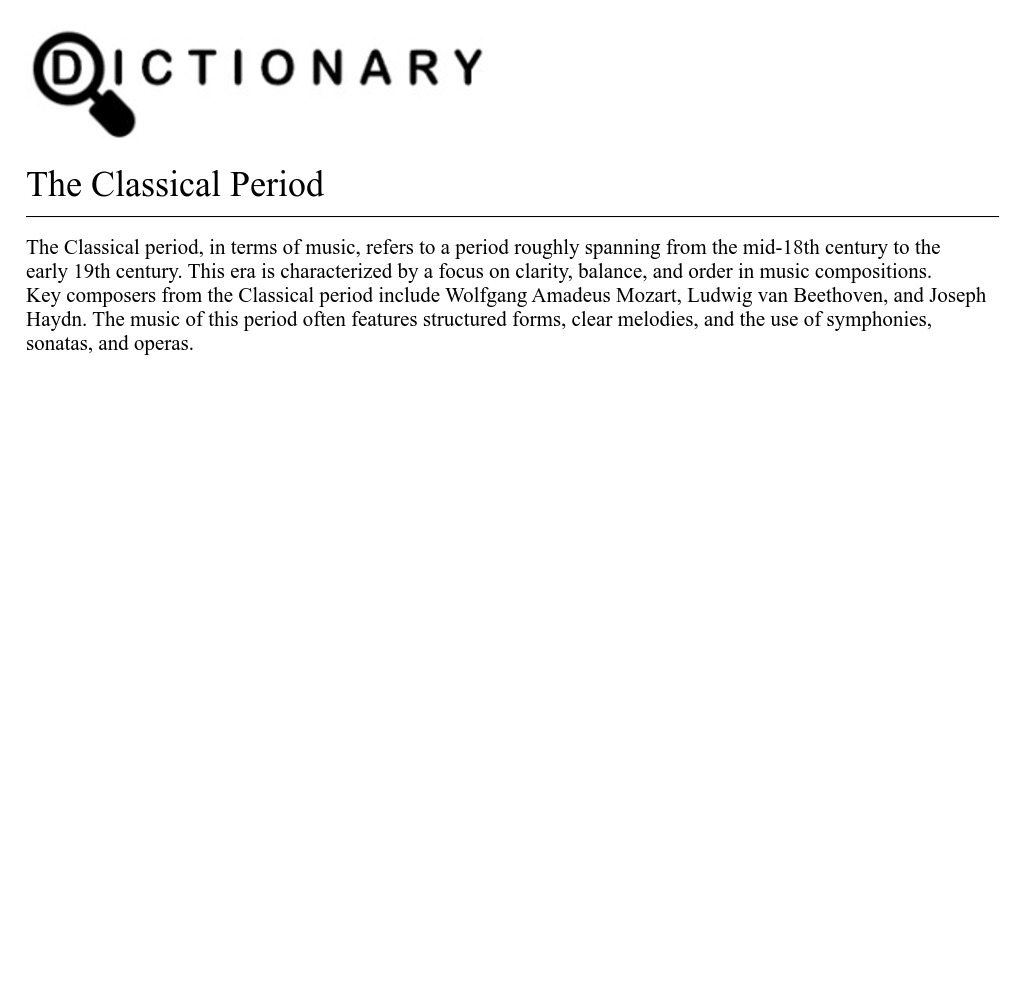 DICTIONARY
The Classical Period
The Classical period, in terms of music, refers to a period roughly spanning from the mid-18th century to the
early 19th century. This era is characterized by a focus on clarity, balance, and order in music compositions.
Key composers from the Classical period include Wolfgang Amadeus Mozart, Ludwig van Beethoven, and Joseph
Haydn. The music of this period often features structured forms, clear melodies, and the use of symphonies,
sonatas, and operas.